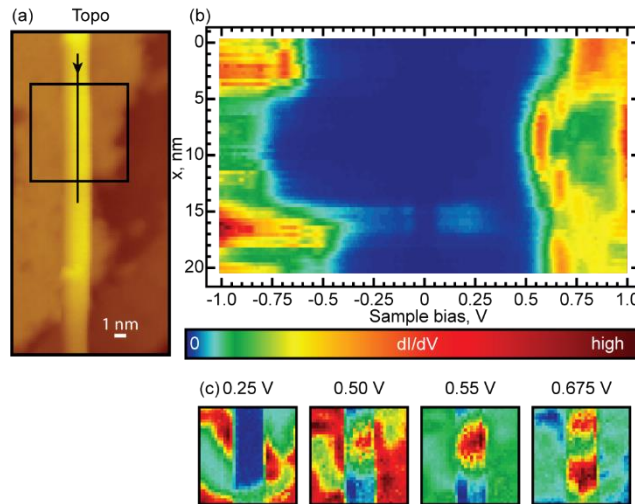 (a) Topo
1 nm
(b)
x, nm
0
5
10
15
20
-1.0 -0.75 -0.5 -0.25 0 0.25 0.5 0.75 1.0
Sample bias, V
0 dI/dV high
(c) 0.25 V 0.50 V 0.55 V 0.675 V